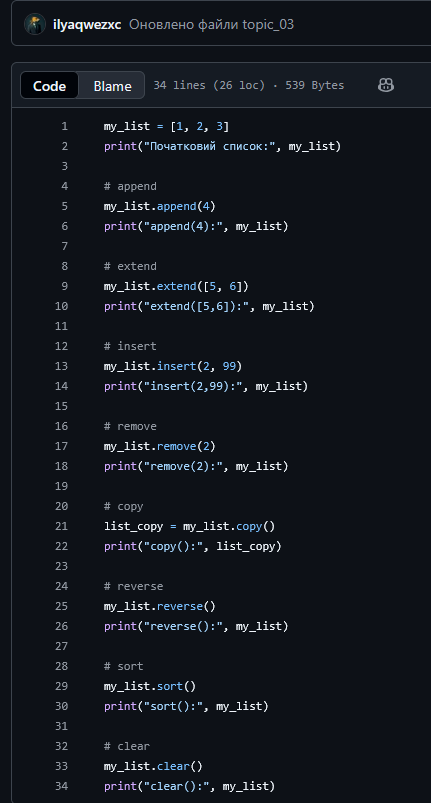 ilyaqwezxc Оновлено файли topic_03
Code Blame 34 lines (26 loc) · 539 Bytes
1 my_list = [1, 2, 3]
2 print("Початковий список:", my_list)
3
4 # append
5 my_list.append(4)
6 print("append(4):", my_list)
7
8 # extend
9 my_list.extend([5, 6])
10 print("extend([5,6]):", my_list)
11
12 # insert
13 my_list.insert(2, 99)
14 print("insert(2,99):", my_list)
15
16 # remove
17 my_list.remove(2)
18 print("remove(2):", my_list)
19
20 # copy
21 list_copy = my_list.copy()
22 print("copy():", list_copy)
23
24 # reverse
25 my_list.reverse()
26 print("reverse():", my_list)
27
28 # sort
29 my_list.sort()
30 print("sort():", my_list)
31
32 # clear
33 my_list.clear()
34 print("clear():", my_list)